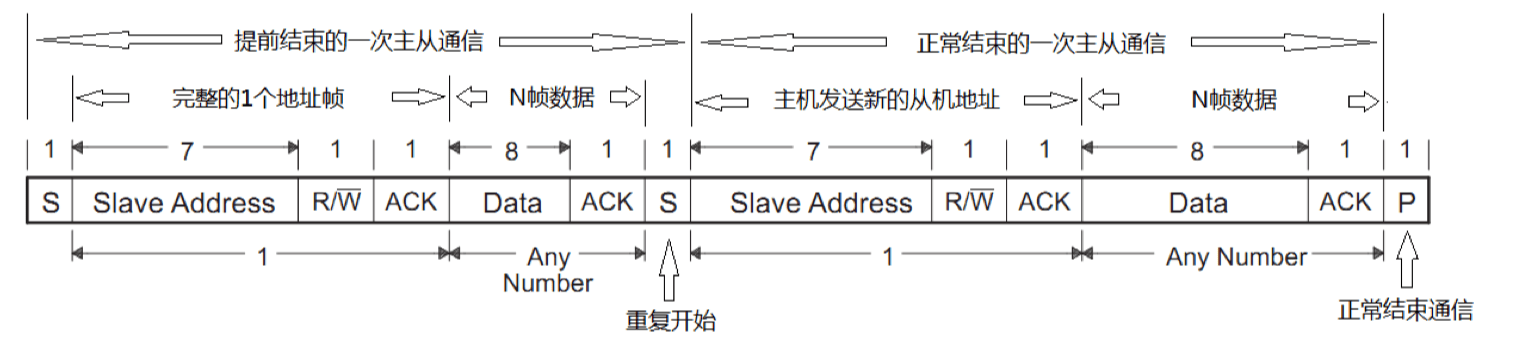 提前结束的一次主从通信 正常结束的一次主从通信
完整的1个地址帧 N帧数据 主机发送新的从机地址 N帧数据
1 7 1 1 8 1 1 7 1 1 8 1 1
S Slave Address R/W̅ ACK Data ACK S Slave Address R/W̅ ACK Data ACK P
1 Any Number 1 Any Number
重复开始 正常结束通信